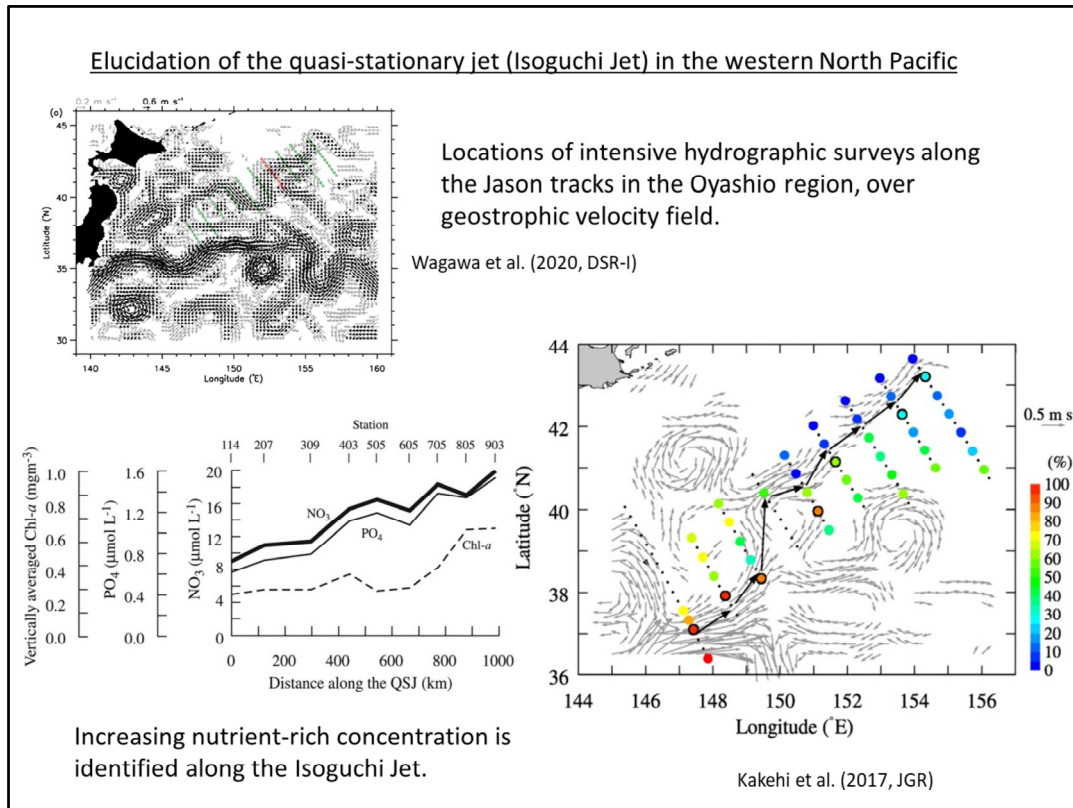 Elucidation of the quasi-stationary jet (Isoguchi Jet) in the western North Pacific
0.2 m s⁻¹ 0.6 m s⁻¹
(a)
45
40
35
30
Latitude (°N)
140 145 150 155 160
Longitude (°E)
Locations of intensive hydrographic surveys along
the Jason tracks in the Oyashio region, over
geostrophic velocity field.
Wagawa et al. (2020, DSR-I)
Station
114 207 309 403 505 605 705 805 903
Vertically averaged Chl-a (mgm⁻³)
1.0
0.8
0.6
0.4
0.2
0.0
PO₄ (μmol L⁻¹)
1.6
1.2
0.8
0.4
0.0
NO₃ (μmol L⁻¹)
20
16
12
8
4
0
NO₃
PO₄
Chl-a
0 200 400 600 800 1000
Distance along the QSJ (km)
Increasing nutrient-rich concentration is
identified along the Isoguchi Jet.
44
42
40
38
36
Latitude (°N)
144 146 148 150 152 154 156
Longitude (°E)
0.5 m s
(%)
100
90
80
70
60
50
40
30
20
10
0
Kakehi et al. (2017, JGR)